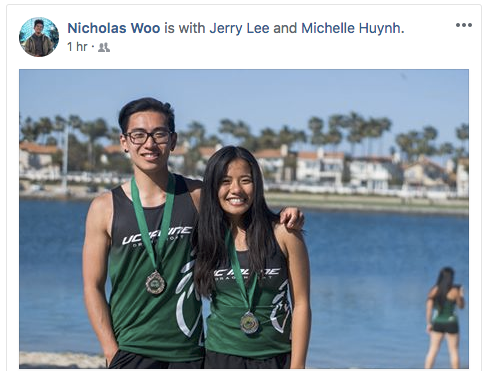 Nicholas Woo is with Jerry Lee and Michelle Huynh.
1 hr ·
UC IRVINE
DRAGON BOAT
UC IRVINE
DRAGON BOAT